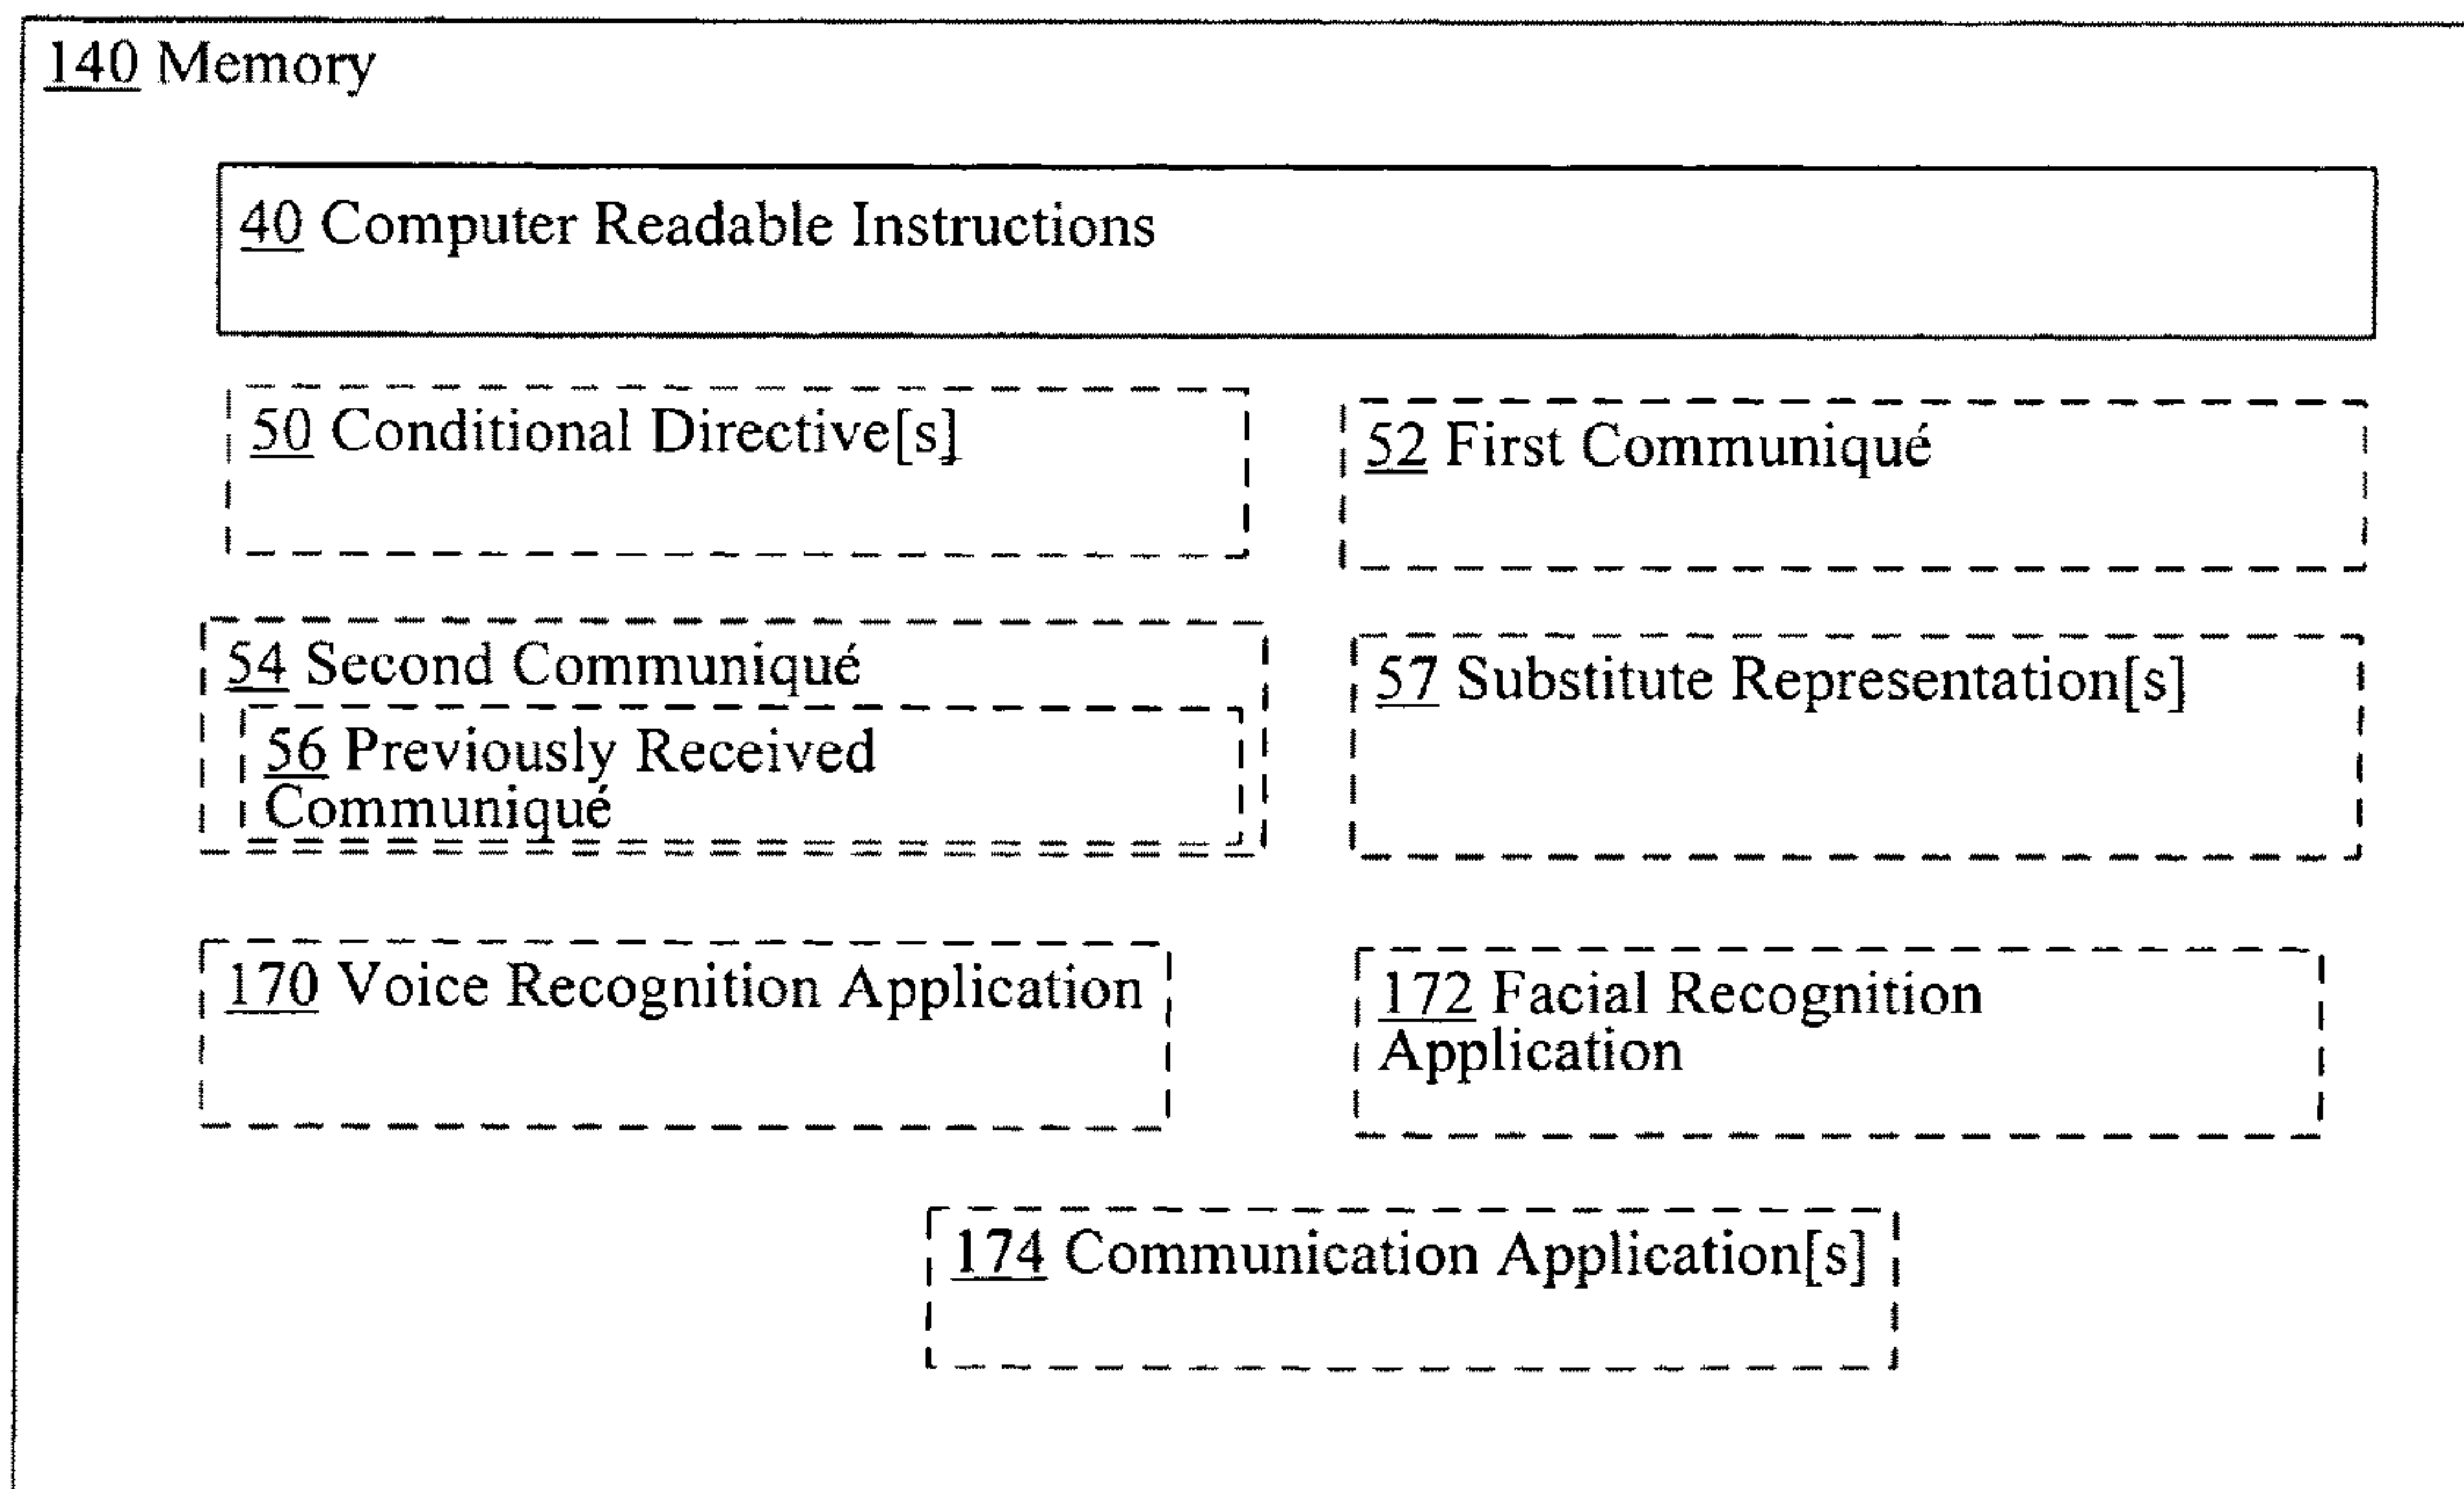 140 Memory
40 Computer Readable Instructions
50 Conditional Directive[s]
52 First Communiqué
54 Second Communiqué
57 Substitute Representation[s]
56 Previously Received
Communiqué
170 Voice Recognition Application
172 Facial Recognition
Application
174 Communication Application[s]